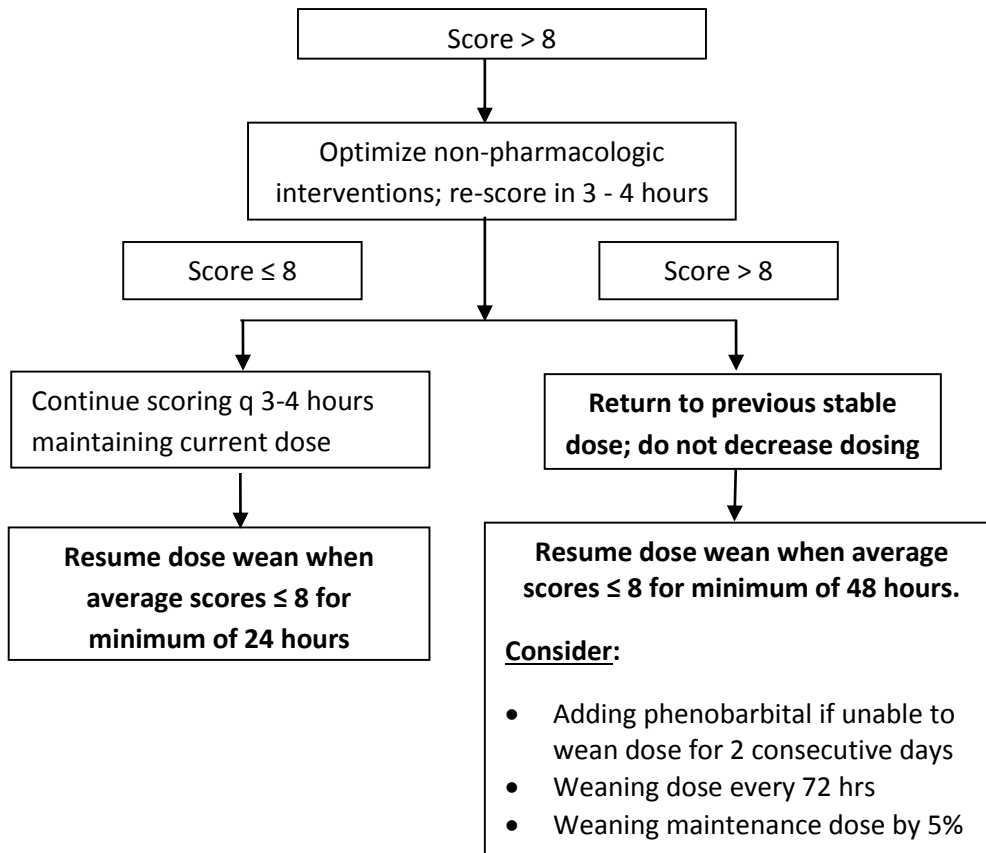 Score > 8
Optimize non-pharmacologic
interventions; re-score in 3 - 4 hours
Score ≤ 8
Score > 8
Continue scoring q 3-4 hours
maintaining current dose
Return to previous stable
dose; do not decrease dosing
Resume dose wean when
average scores ≤ 8 for
minimum of 24 hours
Resume dose wean when average
scores ≤ 8 for minimum of 48 hours.
Consider:
• Adding phenobarbital if unable to
wean dose for 2 consecutive days
• Weaning dose every 72 hrs
• Weaning maintenance dose by 5%